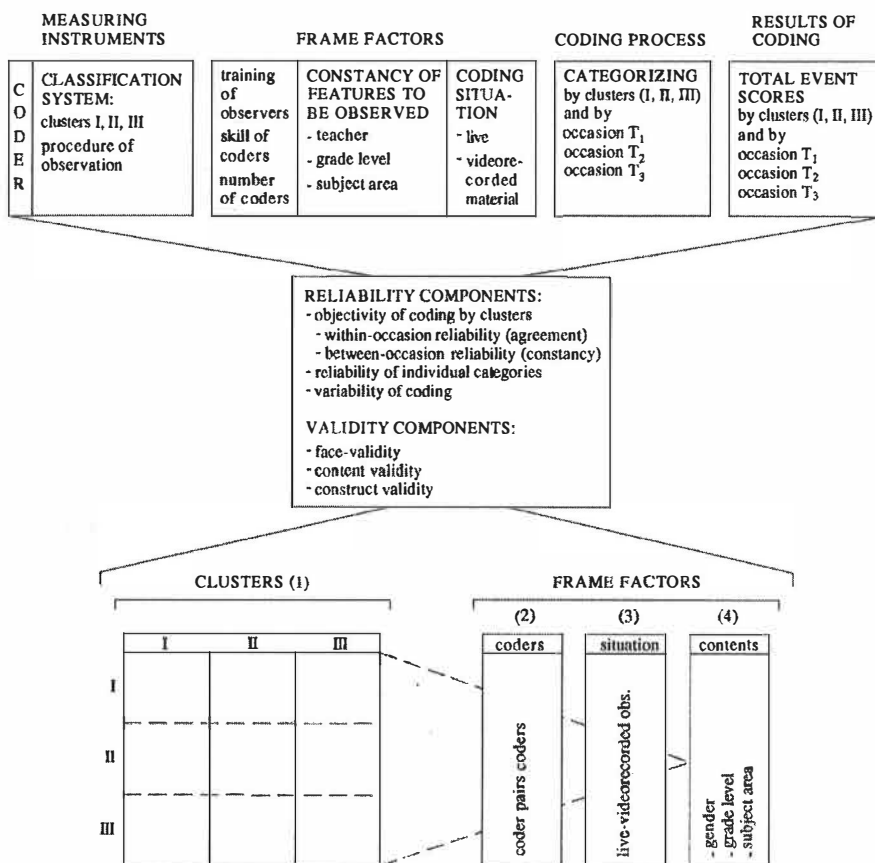 MEASURING
INSTRUMENTS
FRAME FACTORS
CODING PROCESS
RESULTS OF
CODING
C
O
D
E
R
CLASSIFICATION
SYSTEM:
clusters I, II, III
procedure of
observation
training
of
observers
skill of
coders
number
of coders
CONSTANCY OF
FEATURES TO
BE OBSERVED
- teacher
- grade level
- subject area
CODING
SITUA-
TION
- live
- videore-
corded
material
CATEGORIZING
by clusters (I, II, III)
and by
occasion T1
occasion T2
occasion T3
TOTAL EVENT
SCORES
by clusters (I, II, III)
and by
occasion T1
occasion T2
occasion T3
RELIABILITY COMPONENTS:
- objectivity of coding by clusters
- within-occasion reliability (agreement)
- between-occasion reliability (constancy)
- reliability of individual categories
- variability of coding
VALIDITY COMPONENTS:
- face-validity
- content validity
- construct validity
CLUSTERS (1)
FRAME FACTORS
(2) (3) (4)
I II III
I
II
III
coders
situation
contents
coder pairs coders
live-videorecorded obs.
- gender
- grade level
- subject area